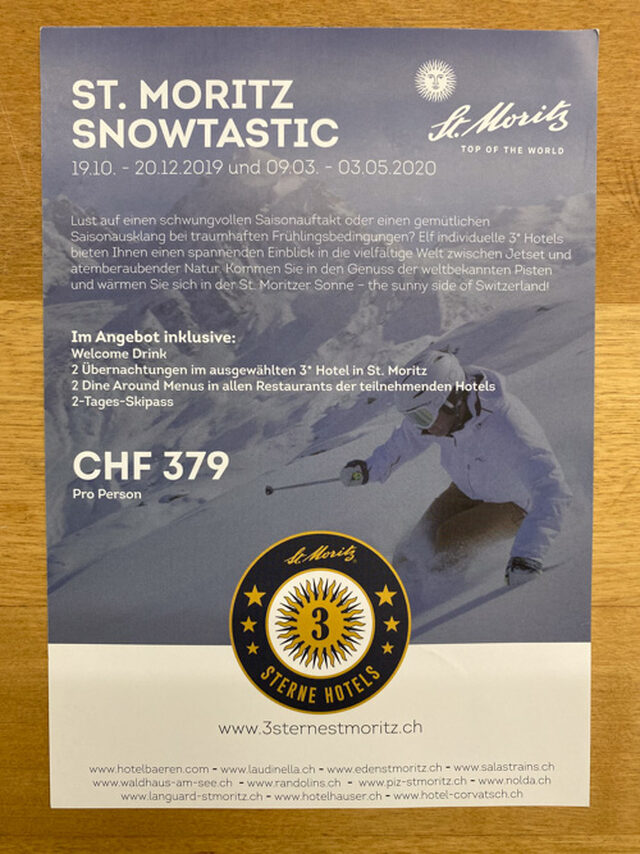 ST. MORITZ
SNOWTASTIC
19.10. - 20.12.2019 und 09.03. - 03.05.2020
St. Moritz
TOP OF THE WORLD
Lust auf einen schwungvollen Saisonauftakt oder einen gemütlichen
Saisonausklang bei traumhaften Frühlingsbedingungen? Elf individuelle 3* Hotels
bieten Ihnen einen spannenden Einblick in die vielfältige Welt zwischen Jetset und
atemberaubender Natur. Kommen Sie in den Genuss der weltbekannten Pisten
und wärmen Sie sich in der St. Moritzer Sonne – the sunny side of Switzerland!
Im Angebot inklusive:
Welcome Drink
2 Übernachtungen im ausgewählten 3* Hotel in St. Moritz
2 Dine Around Menus in allen Restaurants der teilnehmenden Hotels
2-Tages-Skipass
CHF 379
Pro Person
St. Moritz
3
STERNE HOTELS
www.3sternestmoritz.ch
www.hotelbaeren.com - www.laudinella.ch - www.edenstmoritz.ch - www.salastrains.ch
www.waldhaus-am-see.ch - www.randolins.ch - www.piz-stmoritz.ch - www.nolda.ch
www.languard-stmoritz.ch - www.hotelhauser.ch - www.hotel-corvatsch.ch